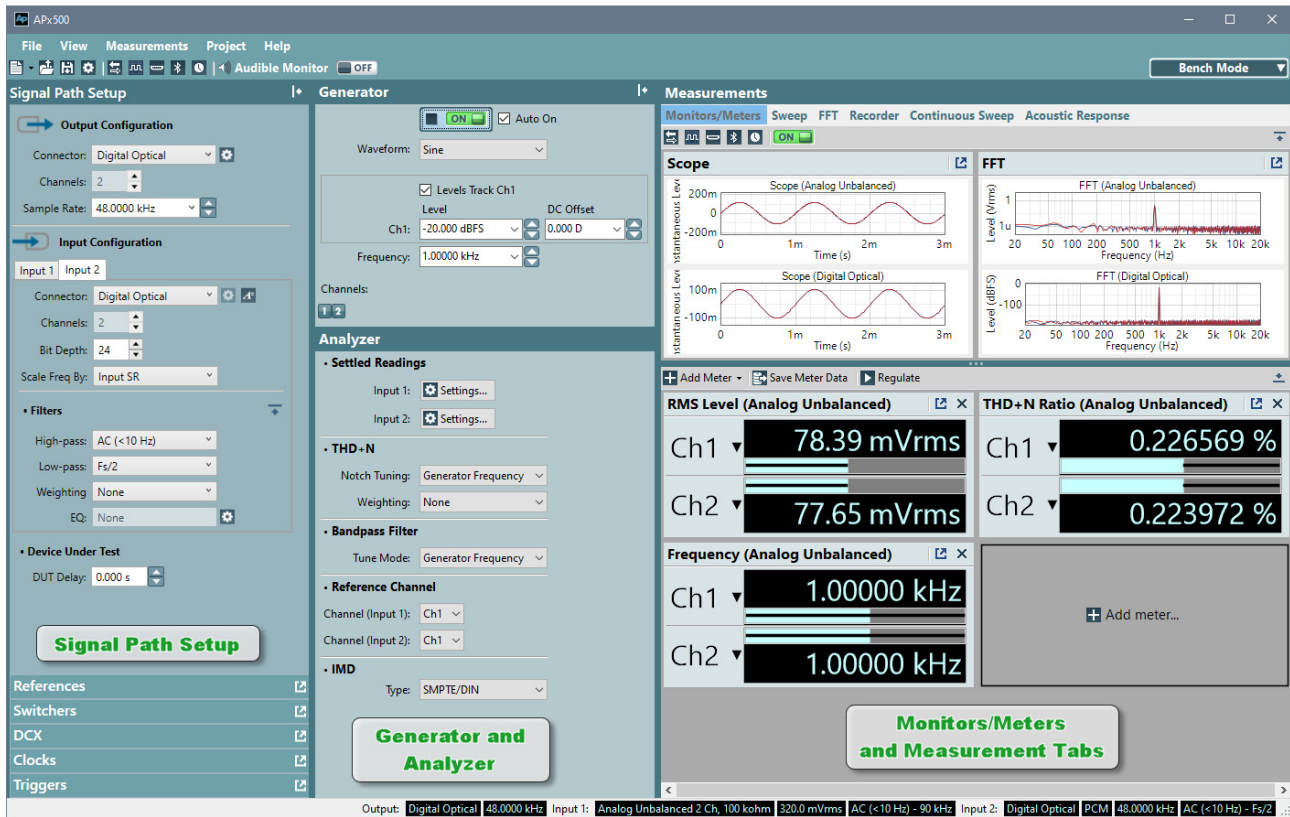 APx500
File View Measurements Project Help
Audible Monitor OFF
Bench Mode
Signal Path Setup
Output Configuration
Connector: Digital Optical
Channels: 2
Sample Rate: 48.0000 kHz
Input Configuration
Input 1 Input 2
Connector: Digital Optical
Channels: 2
Bit Depth: 24
Scale Freq By: Input SR
• Filters
High-pass: AC (<10 Hz)
Low-pass: Fs/2
Weighting None
EQ: None
• Device Under Test
DUT Delay: 0.000 s
Signal Path Setup
References
Switchers
DCX
Clocks
Triggers
Generator
ON Auto On
Waveform: Sine
Levels Track Ch1
Level DC Offset
Ch1: -20.000 dBFS 0.000 D
Frequency: 1.00000 kHz
Channels:
1 2
Analyzer
• Settled Readings
Input 1: Settings...
Input 2: Settings...
• THD+N
Notch Tuning: Generator Frequency
Weighting: None
• Bandpass Filter
Tune Mode: Generator Frequency
• Reference Channel
Channel (Input 1): Ch1
Channel (Input 2): Ch1
• IMD
Type: SMPTE/DIN
Generator and
Analyzer
Measurements
Monitors/Meters Sweep FFT Recorder Continuous Sweep Acoustic Response
ON
Scope
Scope (Analog Unbalanced)
nstantaneous Leve
200m
0
-200m
0 1m 2m 3m
Time (s)
Scope (Digital Optical)
nstantaneous Leve
100m
-100m
0 1m 2m 3m
Time (s)
FFT
FFT (Analog Unbalanced)
Level (Vrms)
1
1u
20 50 100 200 500 1k 2k 5k 10k 20k
Frequency (Hz)
FFT (Digital Optical)
Level (dBFS)
0
-100
20 50 100 200 500 1k 2k 5k 10k 20k
Frequency (Hz)
Add Meter Save Meter Data Regulate
RMS Level (Analog Unbalanced)
Ch1 78.39 mVrms
Ch2 77.65 mVrms
THD+N Ratio (Analog Unbalanced)
Ch1 0.226569 %
Ch2 0.223972 %
Frequency (Analog Unbalanced)
Ch1 1.00000 kHz
Ch2 1.00000 kHz
Add meter...
Monitors/Meters
and Measurement Tabs
Output: Digital Optical 48.0000 kHz Input 1: Analog Unbalanced 2 Ch, 100 kohm 320.0 mVrms AC (<10 Hz) - 90 kHz Input 2: Digital Optical PCM 48.0000 kHz AC (<10 Hz) - Fs/2